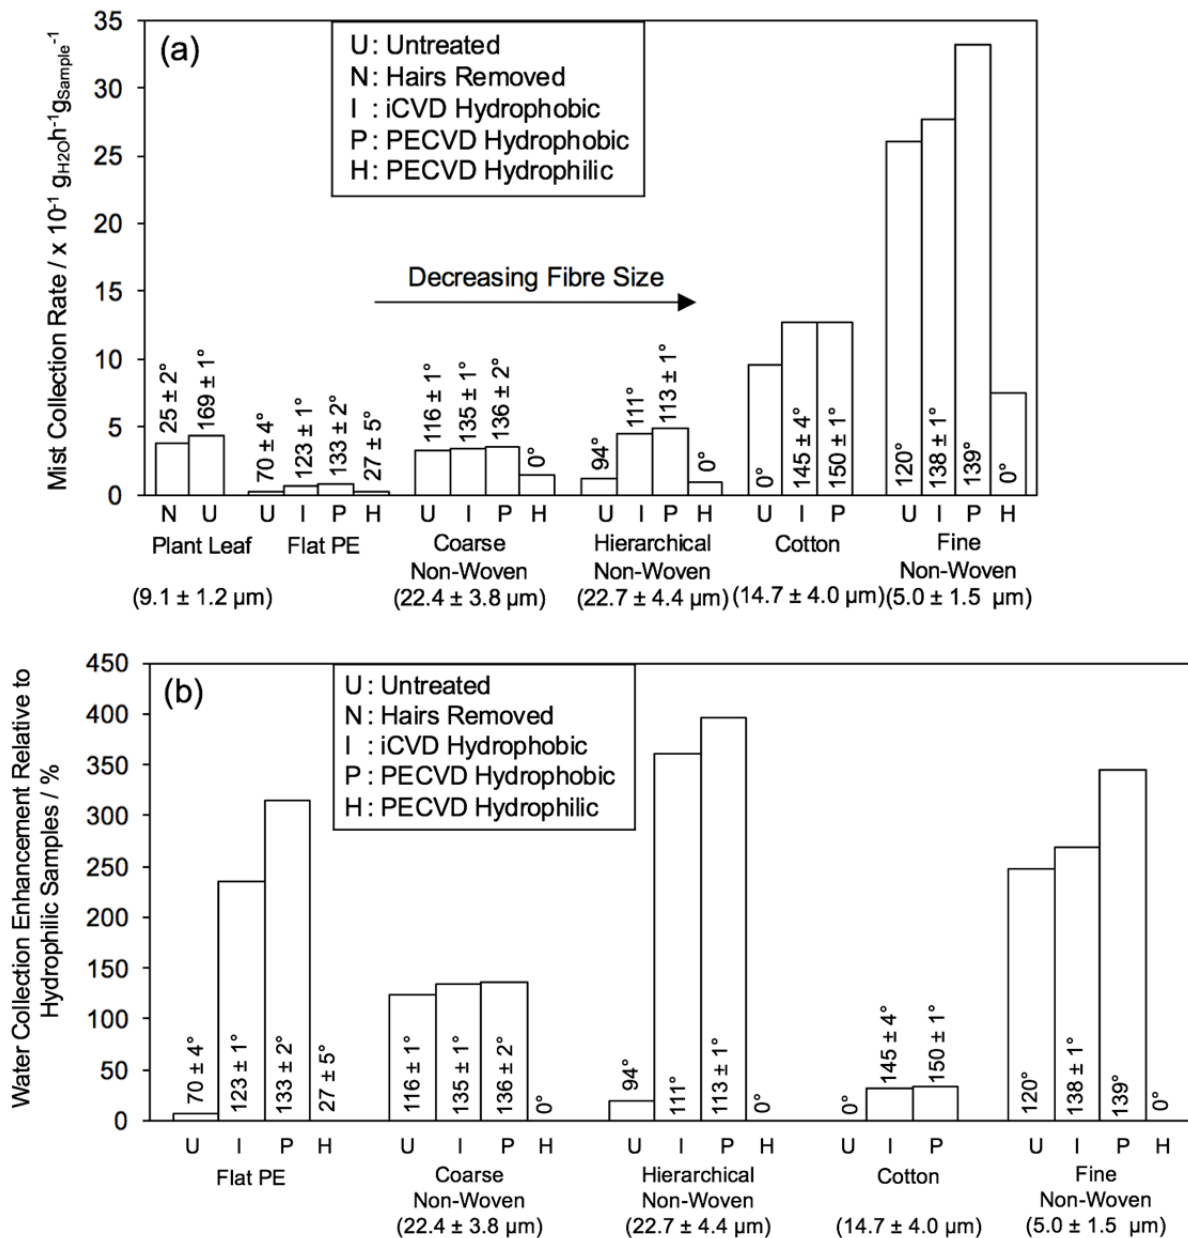 (a)
U : Untreated
N : Hairs Removed
I : iCVD Hydrophobic
P : PECVD Hydrophobic
H : PECVD Hydrophilic
Mist Collection Rate / x 10⁻¹ g_H2O h⁻¹ g_Sample⁻¹
35
30
25
20
15
10
5
0
Decreasing Fibre Size
25 ± 2°
169 ± 1°
70 ± 4°
123 ± 1°
133 ± 2°
27 ± 5°
116 ± 1°
135 ± 1°
136 ± 2°
0°
94°
111°
113 ± 1°
0°
0°
145 ± 4°
150 ± 1°
120°
138 ± 1°
139°
0°
N U U I P H U I P H U I P H U I P U I P H
Plant Leaf
(9.1 ± 1.2 µm)
Flat PE
Coarse
Non-Woven
(22.4 ± 3.8 µm)
Hierarchical
Non-Woven
(22.7 ± 4.4 µm)
Cotton
(14.7 ± 4.0 µm)
Fine
Non-Woven
(5.0 ± 1.5 µm)
(b)
U : Untreated
N : Hairs Removed
I : iCVD Hydrophobic
P : PECVD Hydrophobic
H : PECVD Hydrophilic
Water Collection Enhancement Relative to
Hydrophilic Samples / %
450
400
350
300
250
200
150
100
50
0
70 ± 4°
123 ± 1°
133 ± 2°
27 ± 5°
116 ± 1°
135 ± 1°
136 ± 2°
0°
94°
111°
113 ± 1°
0°
0°
145 ± 4°
150 ± 1°
120°
138 ± 1°
139°
0°
U I P H U I P H U I P H U I P U I P H
Flat PE
Coarse
Non-Woven
(22.4 ± 3.8 µm)
Hierarchical
Non-Woven
(22.7 ± 4.4 µm)
Cotton
(14.7 ± 4.0 µm)
Fine
Non-Woven
(5.0 ± 1.5 µm)